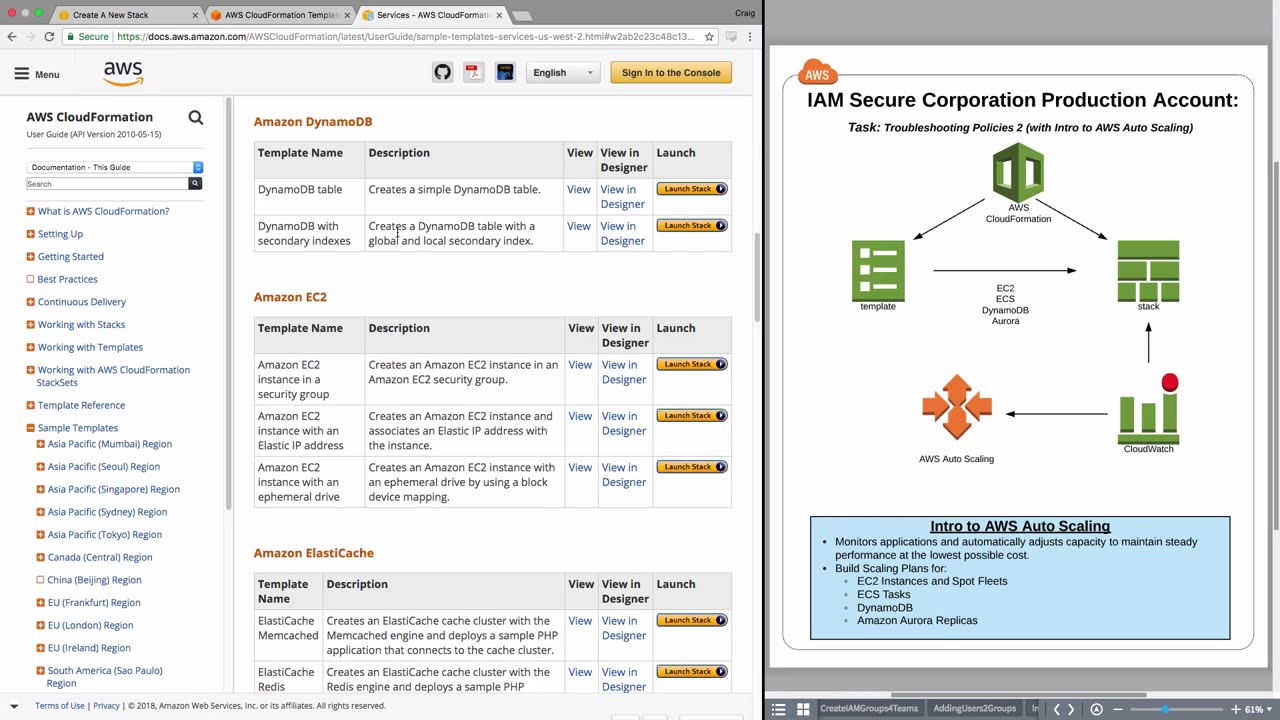 Create A New Stack
AWS CloudFormation Templat
Services - AWS CloudFormatio
Craig
Secure
https://docs.aws.amazon.com/AWSCloudFormation/latest/UserGuide/sample-templates-services-us-west-2.html#w2ab2c23c48c13...
Menu
aws
English
Sign In to the Console
AWS CloudFormation
User Guide (API Version 2010-05-15)
Documentation - This Guide
Search
What is AWS CloudFormation?
Setting Up
Getting Started
Best Practices
Continuous Delivery
Working with Stacks
Working with Templates
Working with AWS CloudFormation
StackSets
Template Reference
Sample Templates
Asia Pacific (Mumbai) Region
Asia Pacific (Seoul) Region
Asia Pacific (Singapore) Region
Asia Pacific (Sydney) Region
Asia Pacific (Tokyo) Region
Canada (Central) Region
China (Beijing) Region
EU (Frankfurt) Region
EU (London) Region
EU (Ireland) Region
South America (Sao Paulo)
Region
Amazon DynamoDB
Template Name Description View View in Launch
Designer
DynamoDB table Creates a simple DynamoDB table. View View in Launch Stack
Designer
DynamoDB with Creates a DynamoDB table with a View View in Launch Stack
secondary indexes global and local secondary index. Designer
Amazon EC2
Template Name Description View View in Launch
Designer
Amazon EC2 Creates an Amazon EC2 instance in an View View in Launch Stack
instance in a Amazon EC2 security group. Designer
security group
Amazon EC2 Creates an Amazon EC2 instance and View View in Launch Stack
instance with an associates an Elastic IP address with Designer
Elastic IP address the instance.
Amazon EC2 Creates an Amazon EC2 instance with View View in Launch Stack
instance with an an ephemeral drive by using a block Designer
ephemeral drive device mapping.
Amazon ElastiCache
Template Description View View in Launch
Name Designer
ElastiCache Creates an ElastiCache cache cluster with the View View in Launch Stack
Memcached Memcached engine and deploys a sample PHP Designer
application that connects to the cache cluster.
ElastiCache Creates an ElastiCache cache cluster with the View View in Launch Stack
Redis Redis engine and deploys a sample PHP Designer
Terms of Use | Privacy | © 2018, Amazon Web Services, Inc. or its affiliates. All rights reserved.
AWS
IAM Secure Corporation Production Account:
Task: Troubleshooting Policies 2 (with Intro to AWS Auto Scaling)
AWS
CloudFormation
template
EC2
ECS
DynamoDB
Aurora
stack
AWS Auto Scaling
CloudWatch
Intro to AWS Auto Scaling
• Monitors applications and automatically adjusts capacity to maintain steady
performance at the lowest possible cost.
• Build Scaling Plans for:
◦ EC2 Instances and Spot Fleets
◦ ECS Tasks
◦ DynamoDB
◦ Amazon Aurora Replicas
CreateIAMGroups4Teams
AddingUsers2Groups
61%